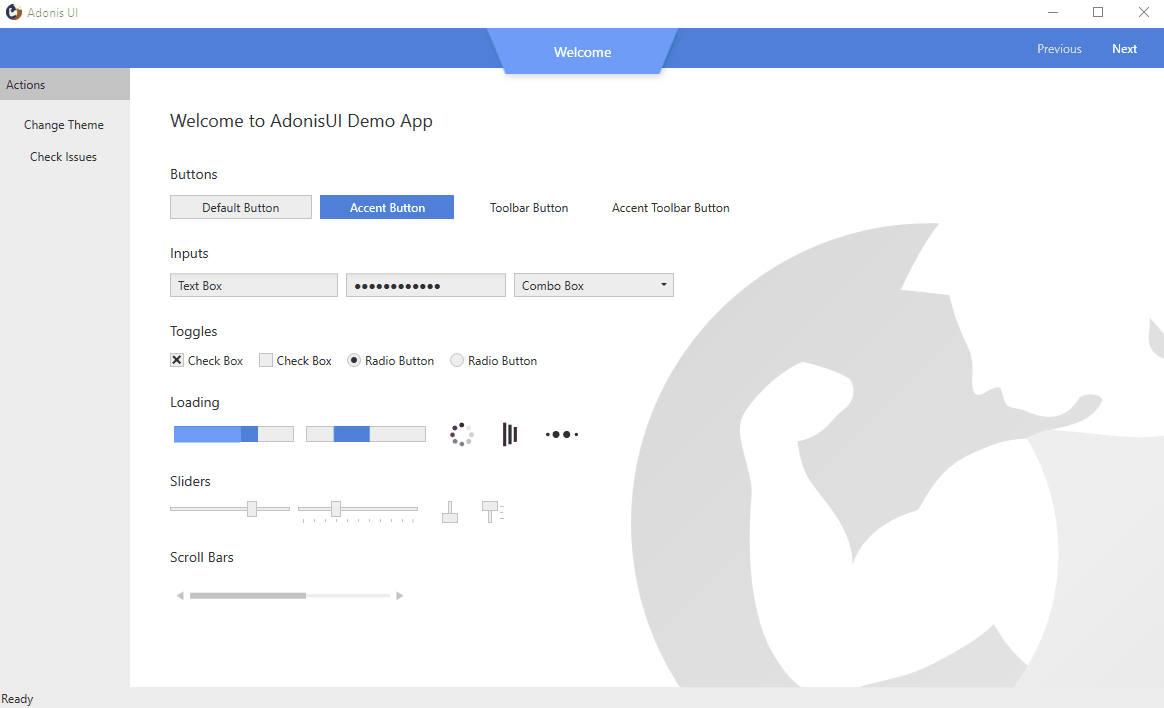 Adonis UI
Welcome
Previous Next
Actions
Change Theme
Check Issues
Welcome to AdonisUI Demo App
Buttons
Default Button Accent Button Toolbar Button Accent Toolbar Button
Inputs
Text Box ●●●●●●●●●●●● Combo Box
Toggles
Check Box Check Box Radio Button Radio Button
Loading
Sliders
Scroll Bars
Ready